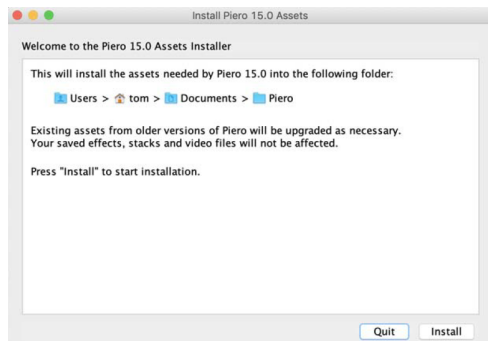 Install Piero 15.0 Assets
Welcome to the Piero 15.0 Assets Installer
This will install the assets needed by Piero 15.0 into the following folder:
Users > tom > Documents > Piero
Existing assets from older versions of Piero will be upgraded as necessary.
Your saved effects, stacks and video files will not be affected.
Press "Install" to start installation.
Quit Install